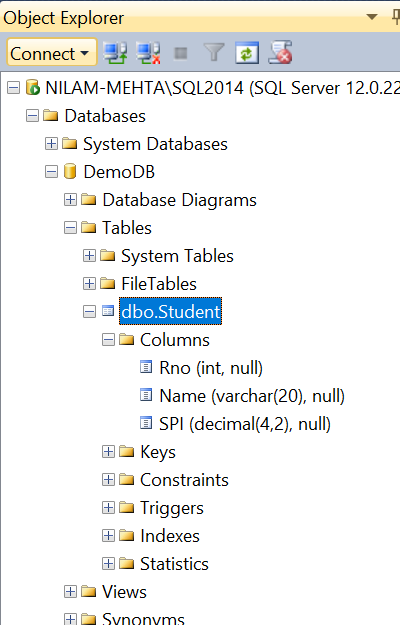 Object Explorer
Connect
NILAM-MEHTA\SQL2014 (SQL Server 12.0.22
Databases
System Databases
DemoDB
Database Diagrams
Tables
System Tables
FileTables
dbo.Student
Columns
Rno (int, null)
Name (varchar(20), null)
SPI (decimal(4,2), null)
Keys
Constraints
Triggers
Indexes
Statistics
Views
Synonyms